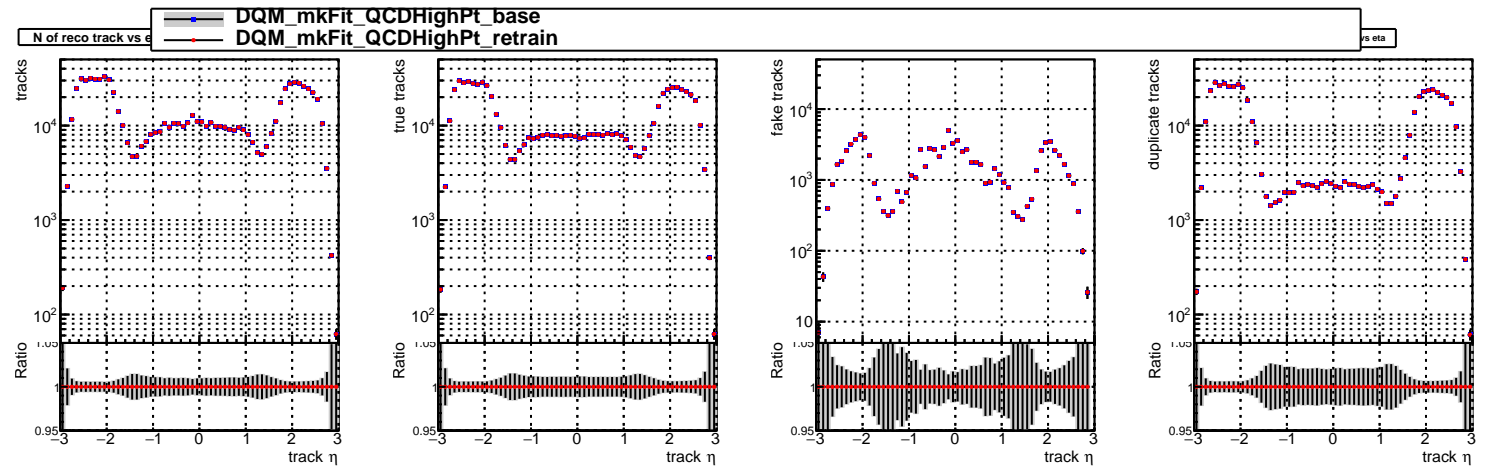 DQM_mkFit_QCDHighPt_base
DQM_mkFit_QCDHighPt_retrain
N of reco track vs e
vs eta
tracks
10^4
10^3
10^2
Ratio
1.05
1
0.95
−3 −2 −1 0 1 2 3
track η
true tracks
10^4
10^3
10^2
Ratio
1.05
1
0.95
−3 −2 −1 0 1 2 3
track η
fake tracks
10^4
10^3
10^2
10
Ratio
1.05
1
0.95
−3 −2 −1 0 1 2 3
track η
duplicate tracks
10^4
10^3
10^2
Ratio
1.05
1
0.95
−3 −2 −1 0 1 2 3
track η